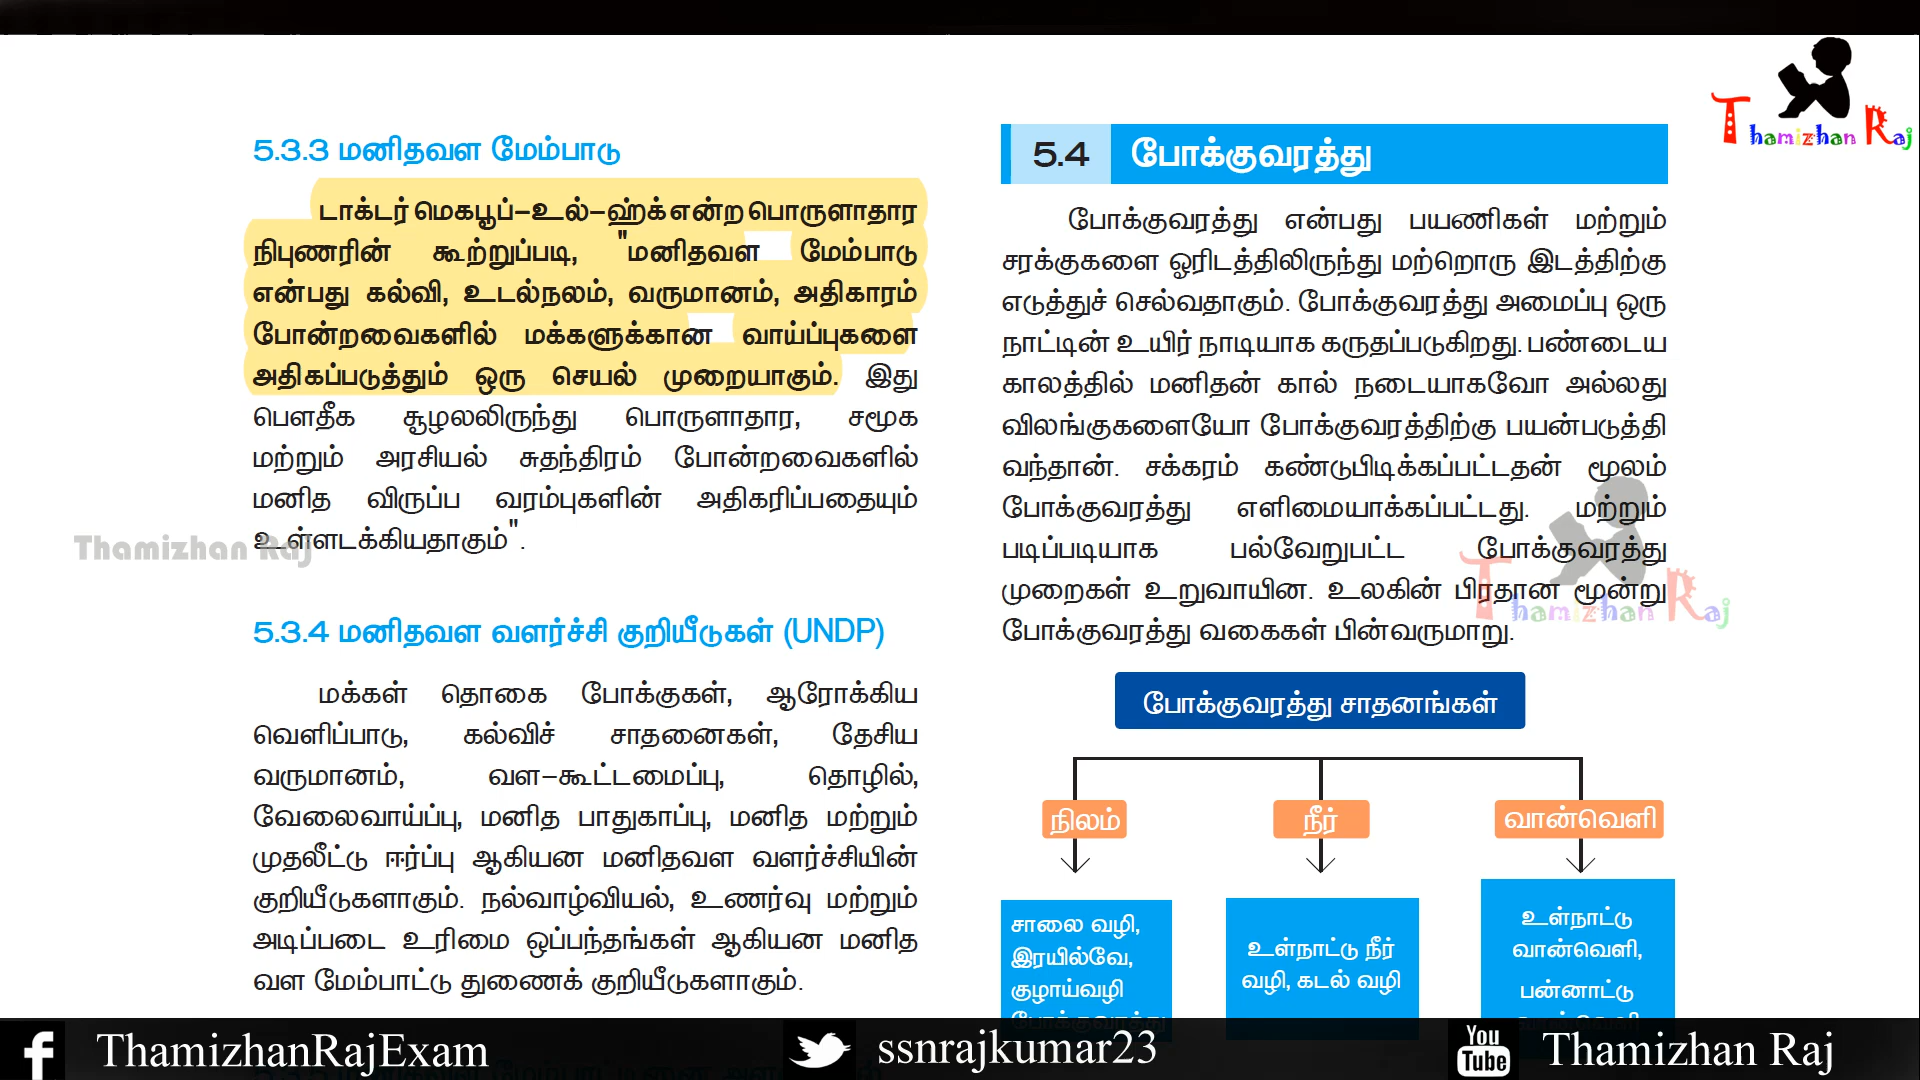 5.3.3 மனிதவள மேம்பாடு
டாக்டர் மெகபூப்–உல்–ஹக் என்ற பொருளாதார
நிபுணரின் கூற்றுப்படி, "மனிதவள மேம்பாடு
என்பது கல்வி, உடல்நலம், வருமானம், அதிகாரம்
போன்றவைகளில் மக்களுக்கான வாய்ப்புகளை
அதிகப்படுத்தும் ஒரு செயல் முறையாகும். இது
பௌதீக சூழலலிருந்து பொருளாதார, சமூக
மற்றும் அரசியல் சுதந்திரம் போன்றவைகளில்
மனித விருப்ப வரம்புகளின் அதிகரிப்பதையும்
உள்ளடக்கியதாகும்".
Thamizhan Raj
5.3.4 மனிதவள வளர்ச்சி குறியீடுகள் (UNDP)
மக்கள் தொகை போக்குகள், ஆரோக்கிய
வெளிப்பாடு, கல்விச் சாதனைகள், தேசிய
வருமானம், வள–கூட்டமைப்பு, தொழில்,
வேலைவாய்ப்பு, மனித பாதுகாப்பு, மனித மற்றும்
முதலீட்டு ஈர்ப்பு ஆகியன மனிதவள வளர்ச்சியின்
குறியீடுகளாகும். நல்வாழ்வியல், உணர்வு மற்றும்
அடிப்படை உரிமை ஒப்பந்தங்கள் ஆகியன மனித
வள மேம்பாட்டு துணைக் குறியீடுகளாகும்.
5.4 போக்குவரத்து
போக்குவரத்து என்பது பயணிகள் மற்றும்
சரக்குகளை ஓரிடத்திலிருந்து மற்றொரு இடத்திற்கு
எடுத்துச் செல்வதாகும். போக்குவரத்து அமைப்பு ஒரு
நாட்டின் உயிர் நாடியாக கருதப்படுகிறது. பண்டைய
காலத்தில் மனிதன் கால் நடையாகவோ அல்லது
விலங்குகளையோ போக்குவரத்திற்கு பயன்படுத்தி
வந்தான். சக்கரம் கண்டுபிடிக்கப்பட்டதன் மூலம்
போக்குவரத்து எளிமையாக்கப்பட்டது. மற்றும்
படிப்படியாக பல்வேறுபட்ட போக்குவரத்து
முறைகள் உறுவாயின. உலகின் பிரதான மூன்று
போக்குவரத்து வகைகள் பின்வருமாறு.
Thamizhan Raj
போக்குவரத்து சாதனங்கள்
நிலம்
நீர்
வான்வெளி
சாலை வழி,
இரயில்வே,
குழாய்வழி
போக்குவரத்து
உள்நாட்டு நீர்
வழி, கடல் வழி
உள்நாட்டு
வான்வெளி,
பன்னாட்டு
வான்வெளி
Thamizhan Raj
ThamizhanRajExam
ssnrajkumar23
You
Tube
Thamizhan Raj